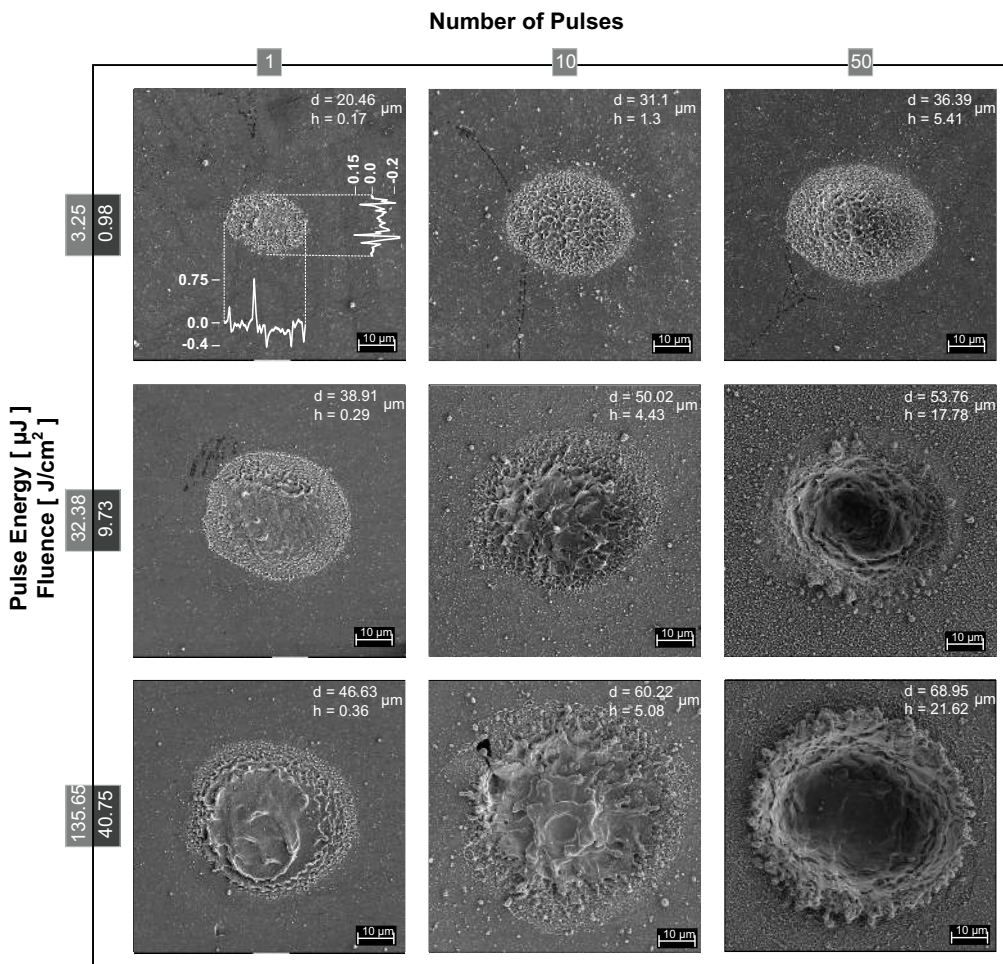 Number of Pulses
1
10
50
Pulse Energy [ µJ ]
Fluence [ J/cm²]
3.25
0.98
d = 20.46
h = 0.17
µm
0.15
0.0
-0.2
0.75
0.0
-0.4
10 µm
d = 31.1
h = 1.3
µm
10 µm
d = 36.39
h = 5.41
µm
10 µm
32.38
9.73
d = 38.91
h = 0.29
µm
10 µm
d = 50.02
h = 4.43
µm
10 µm
d = 53.76
h = 17.78
µm
10 µm
135.65
40.75
d = 46.63
h = 0.36
µm
10 µm
d = 60.22
h = 5.08
µm
10 µm
d = 68.95
h = 21.62
µm
10 µm